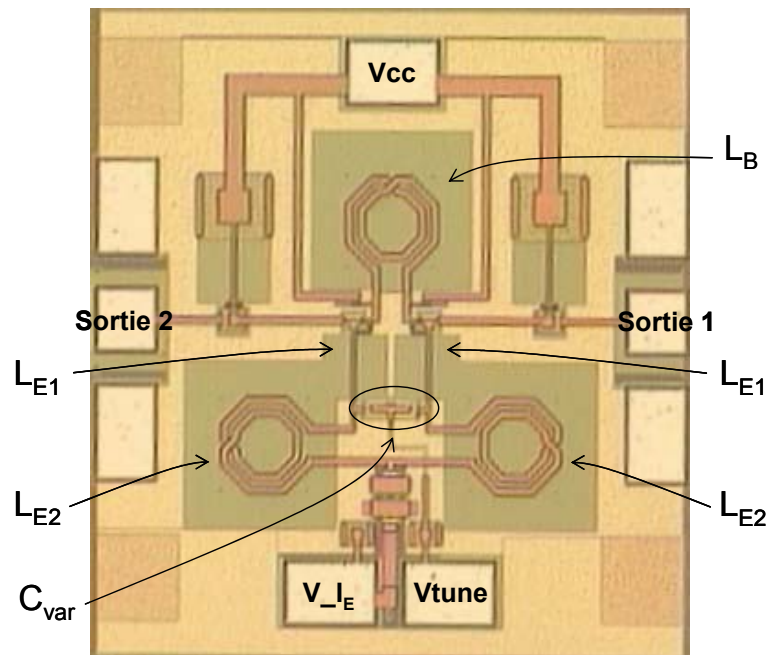 Vcc
L_B
Sortie 2
Sortie 1
L_E1
L_E1
L_E2
L_E2
C_var
V_I_E
Vtune